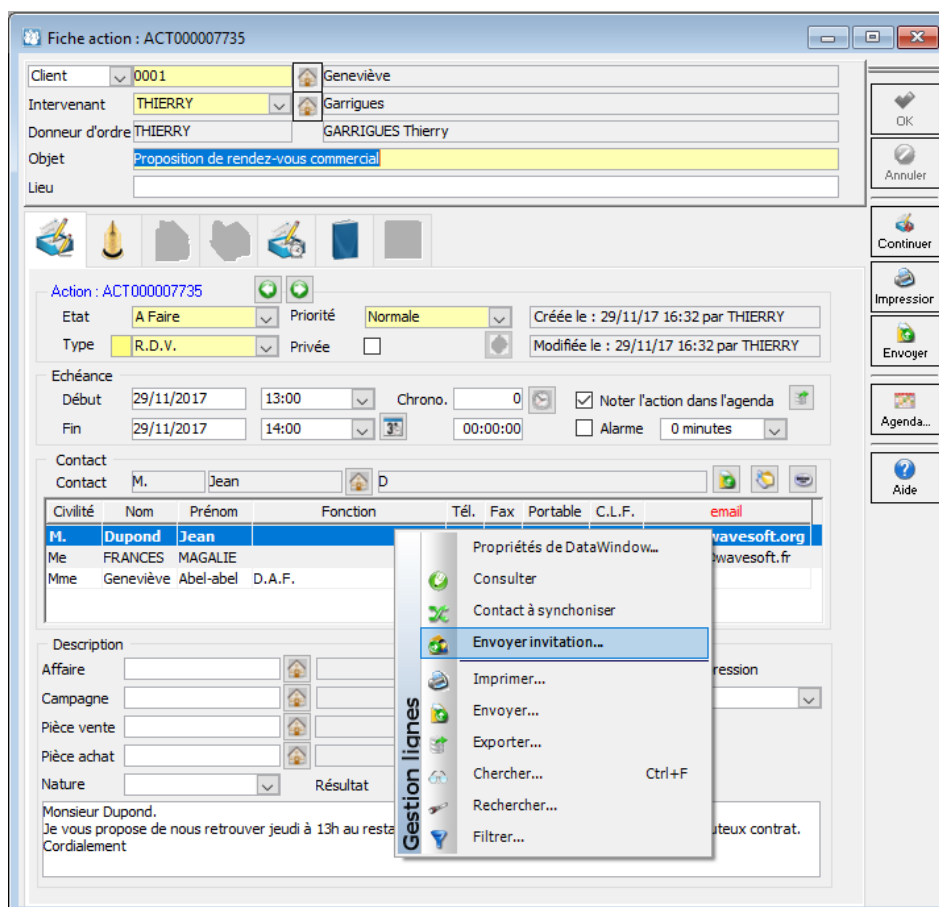 Fiche action : ACT000007735
Client 0001 Geneviève
Intervenant THIERRY Garrigues
Donneur d'ordre THIERRY GARRIGUES Thierry
Objet Proposition de rendez-vous commercial
Lieu
OK
Annuler
Continuer
Impression
Envoyer
Agenda...
Aide
Action : ACT000007735
Etat A Faire Priorité Normale Créée le : 29/11/17 16:32 par THIERRY
Type R.D.V. Privée Modifiée le : 29/11/17 16:32 par THIERRY
Echéance
Début 29/11/2017 13:00 Chrono. 0 Noter l'action dans l'agenda
Fin 29/11/2017 14:00 00:00:00 Alarme 0 minutes
Contact
Contact M. Jean D
Civilité Nom Prénom Fonction Tél. Fax Portable C.L.F. email
M. Dupond Jean wavesoft.org
Me FRANCES MAGALIE wavesoft.fr
Mme Geneviève Abel-abel D.A.F.
Gestion lignes
Propriétés de DataWindow...
Consulter
Contact à synchoniser
Envoyer invitation...
Imprimer...
Envoyer...
Exporter...
Chercher... Ctrl+F
Rechercher...
Filtrer...
Description
Affaire ression
Campagne
Pièce vente
Pièce achat
Nature Résultat
Monsieur Dupond.
Je vous propose de nous retrouver jeudi à 13h au resta uteux contrat.
Cordialement